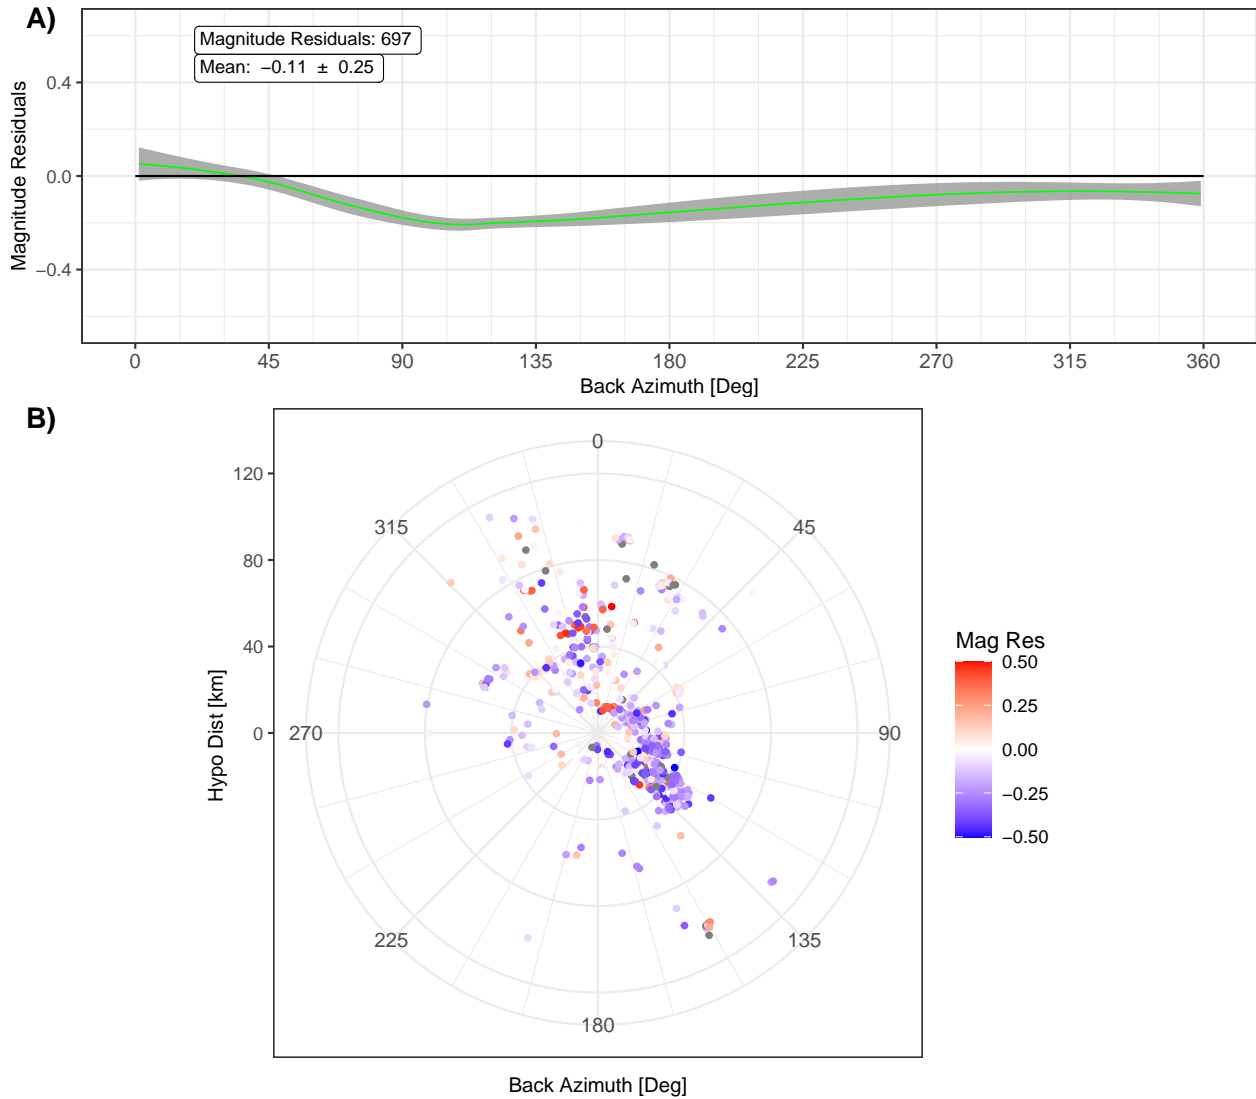 A)
Magnitude Residuals: 697
Mean: −0.11 ± 0.25
Magnitude Residuals
0.4
0.0
−0.4
0 45 90 135 180 225 270 315 360
Back Azimuth [Deg]
B)
Hypo Dist [km]
120
80
40
0
0
45
90
135
180
225
270
315
Back Azimuth [Deg]
Mag Res
0.50
0.25
0.00
−0.25
−0.50